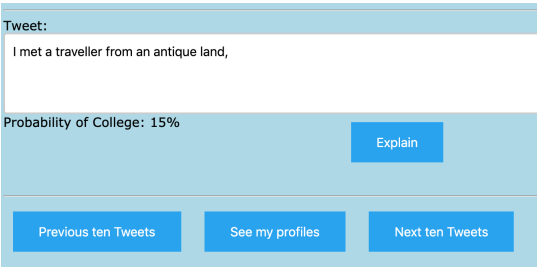 Tweet:
I met a traveller from an antique land,
Probability of College: 15%
Explain
Previous ten Tweets
See my profiles
Next ten Tweets